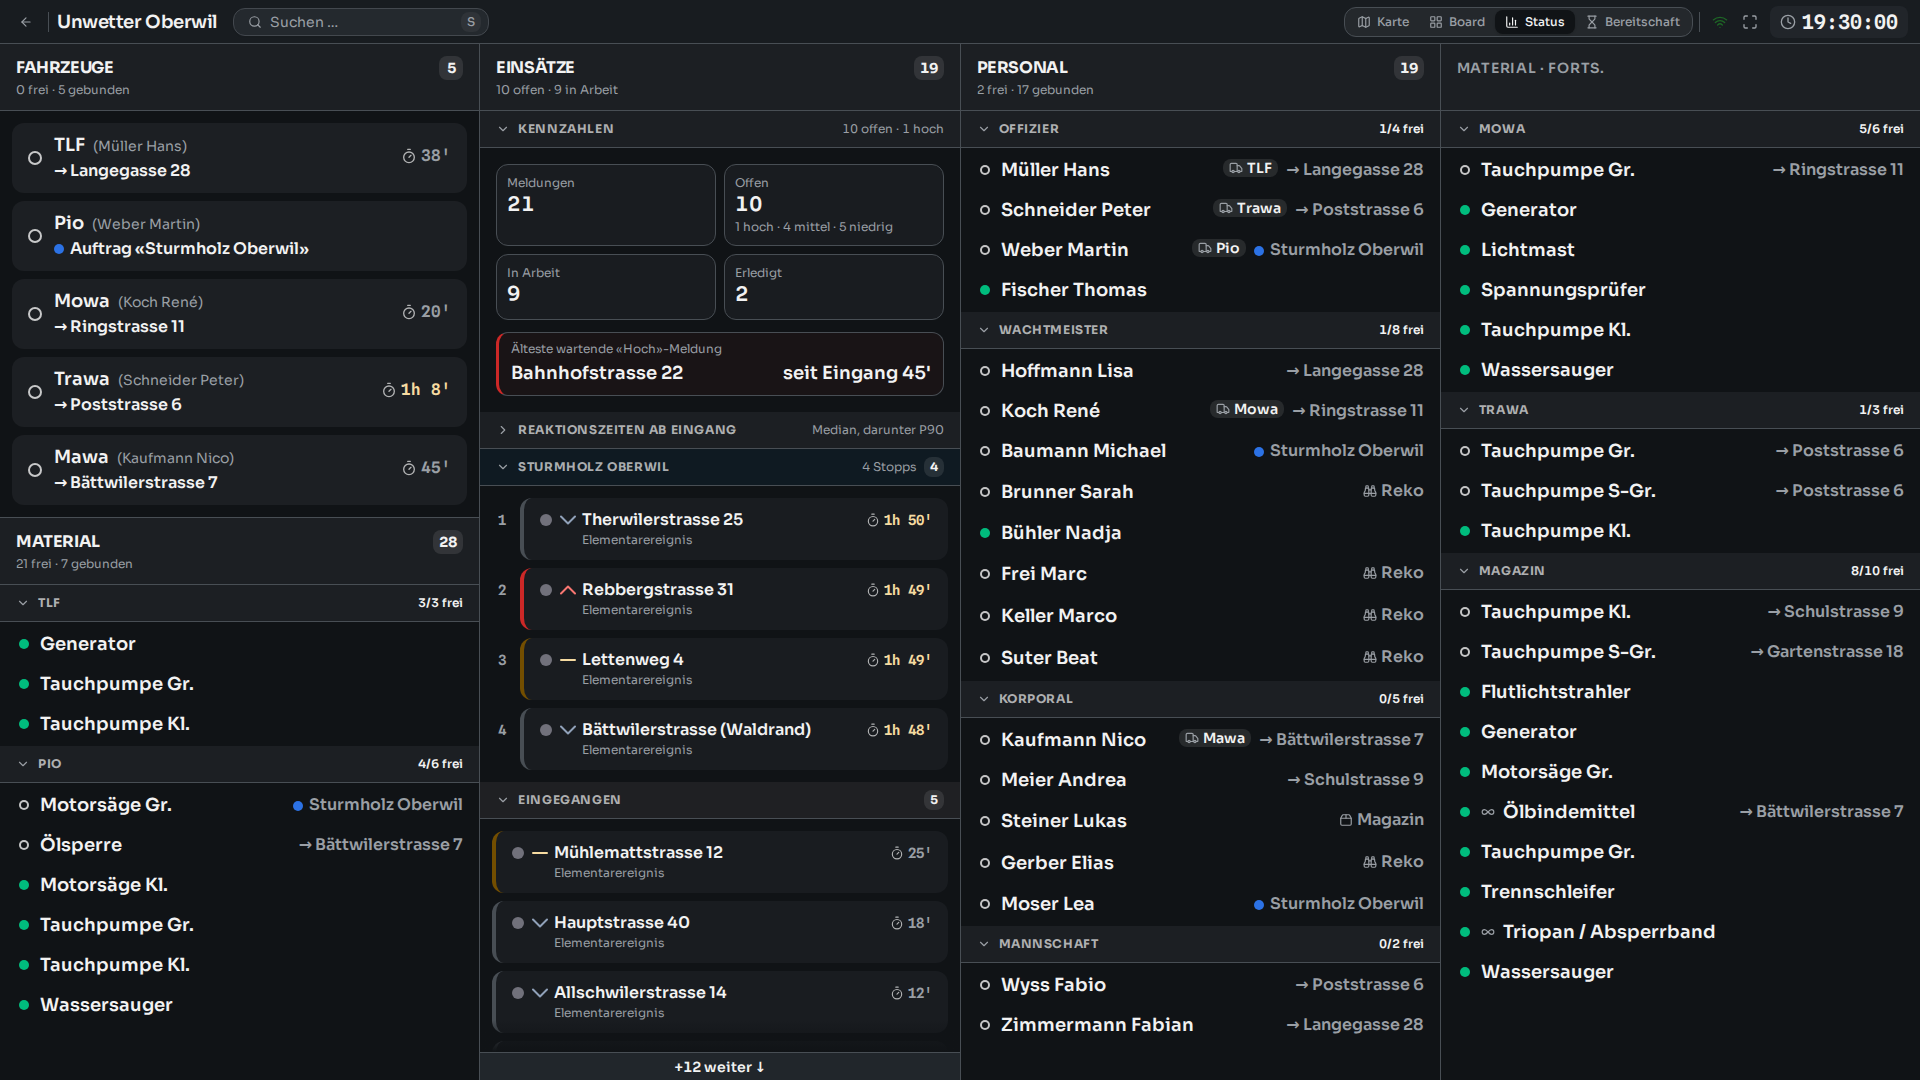 Unwetter Oberwil
Suchen ...
S
Karte
Board
Status
Bereitschaft
19:30:00
FAHRZEUGE
5
0 frei · 5 gebunden
TLF (Müller Hans)
→ Langegasse 28
38'
Pio (Weber Martin)
Auftrag «Sturmholz Oberwil»
Mowa (Koch René)
→ Ringstrasse 11
20'
Trawa (Schneider Peter)
→ Poststrasse 6
1h 8'
Mawa (Kaufmann Nico)
→ Bättwilerstrasse 7
45'
MATERIAL
28
21 frei · 7 gebunden
TLF
3/3 frei
Generator
Tauchpumpe Gr.
Tauchpumpe Kl.
PIO
4/6 frei
Motorsäge Gr.
Sturmholz Oberwil
Ölsperre
→ Bättwilerstrasse 7
Motorsäge Kl.
Tauchpumpe Gr.
Tauchpumpe Kl.
Wassersauger
EINSÄTZE
19
10 offen · 9 in Arbeit
KENNZAHLEN
10 offen · 1 hoch
Meldungen
21
Offen
10
1 hoch · 4 mittel · 5 niedrig
In Arbeit
9
Erledigt
2
Älteste wartende «Hoch»-Meldung
Bahnhofstrasse 22
seit Eingang 45'
REAKTIONSZEITEN AB EINGANG
Median, darunter P90
STURMHOLZ OBERWIL
4 Stopps 4
1
Therwilerstrasse 25
1h 50'
Elementarereignis
2
Rebbergstrasse 31
1h 49'
Elementarereignis
3
Lettenweg 4
1h 49'
Elementarereignis
4
Bättwilerstrasse (Waldrand)
1h 48'
Elementarereignis
EINGEGANGEN
5
Mühlemattstrasse 12
25'
Elementarereignis
Hauptstrasse 40
18'
Elementarereignis
Allschwilerstrasse 14
12'
Elementarereignis
+12 weiter ↓
PERSONAL
19
2 frei · 17 gebunden
OFFIZIER
1/4 frei
Müller Hans
TLF → Langegasse 28
Schneider Peter
Trawa → Poststrasse 6
Weber Martin
Pio Sturmholz Oberwil
Fischer Thomas
WACHTMEISTER
1/8 frei
Hoffmann Lisa
→ Langegasse 28
Koch René
Mowa → Ringstrasse 11
Baumann Michael
Sturmholz Oberwil
Brunner Sarah
Reko
Bühler Nadja
Frei Marc
Reko
Keller Marco
Reko
Suter Beat
Reko
KORPORAL
0/5 frei
Kaufmann Nico
Mawa → Bättwilerstrasse 7
Meier Andrea
→ Schulstrasse 9
Steiner Lukas
Magazin
Gerber Elias
Reko
Moser Lea
Sturmholz Oberwil
MANNSCHAFT
0/2 frei
Wyss Fabio
→ Poststrasse 6
Zimmermann Fabian
→ Langegasse 28
MATERIAL · FORTS.
MOWA
5/6 frei
Tauchpumpe Gr.
→ Ringstrasse 11
Generator
Lichtmast
Spannungsprüfer
Tauchpumpe Kl.
Wassersauger
TRAWA
1/3 frei
Tauchpumpe Gr.
→ Poststrasse 6
Tauchpumpe S-Gr.
→ Poststrasse 6
Tauchpumpe Kl.
MAGAZIN
8/10 frei
Tauchpumpe Kl.
→ Schulstrasse 9
Tauchpumpe S-Gr.
→ Gartenstrasse 18
Flutlichtstrahler
Generator
Motorsäge Gr.
∞ Ölbindemittel
→ Bättwilerstrasse 7
Tauchpumpe Gr.
Trennschleifer
∞ Triopan / Absperrband
Wassersauger